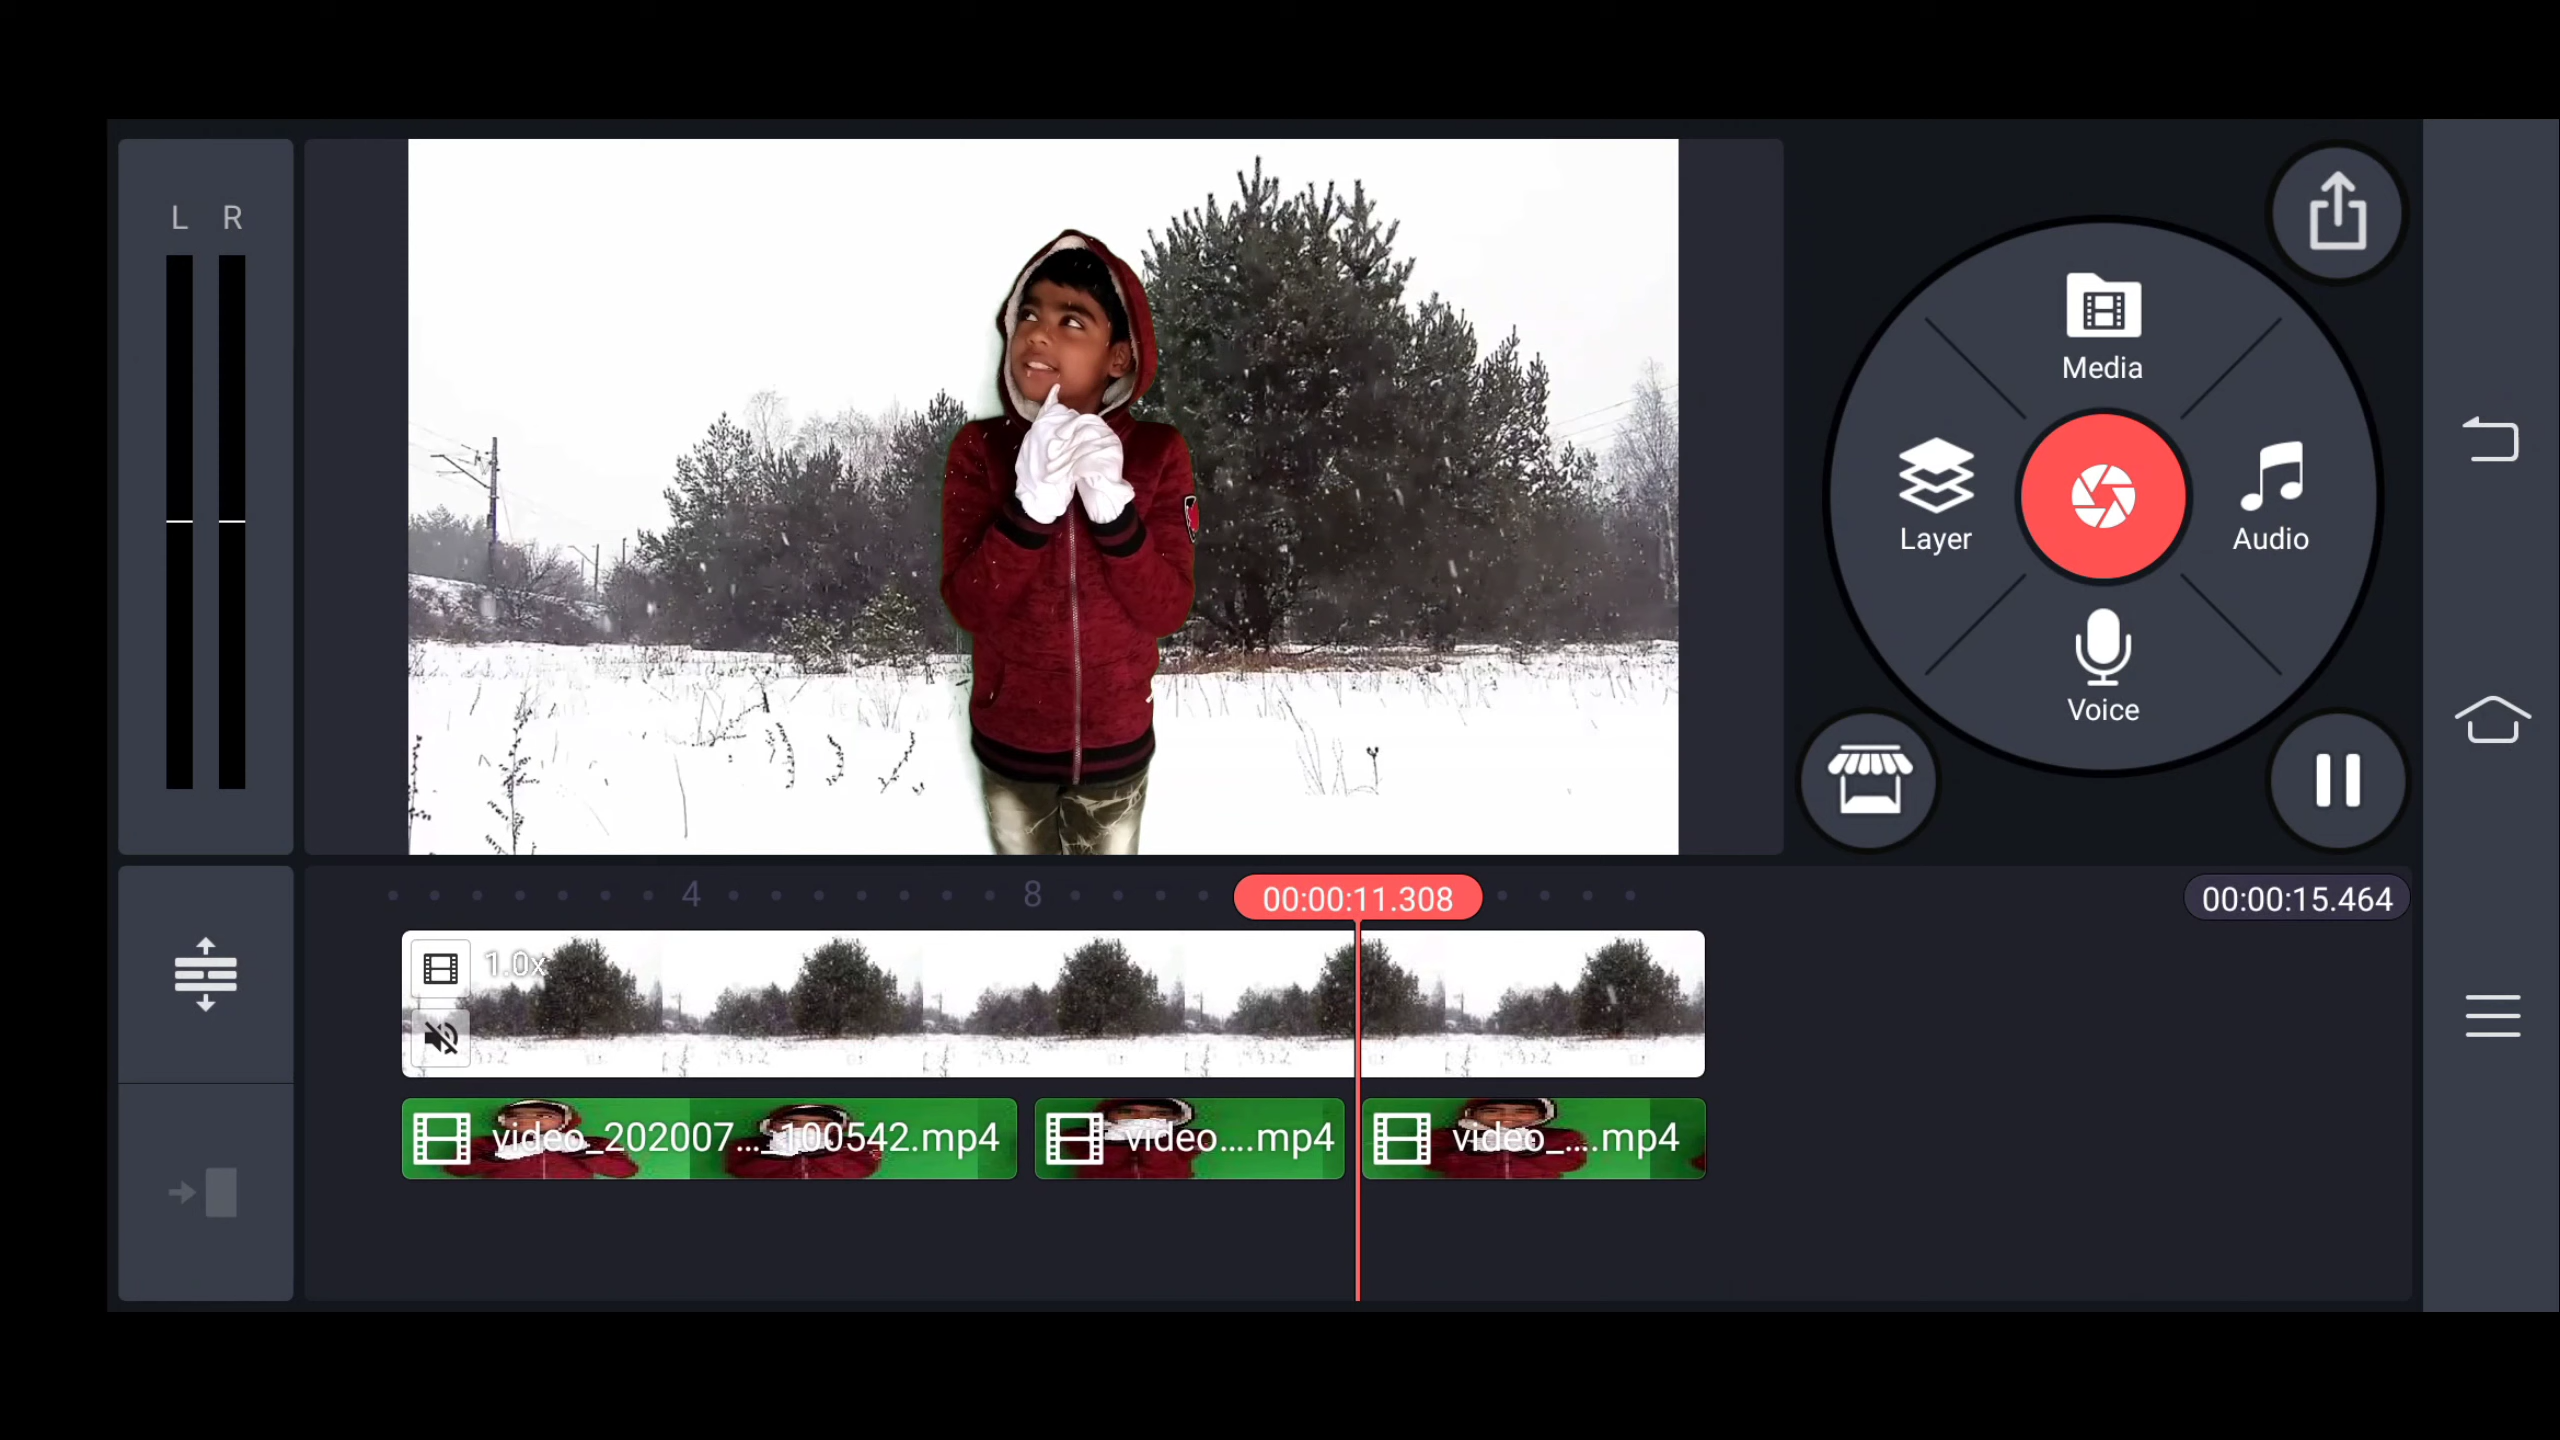 L R
Media
Layer
Audio
Voice
4 8 00:00:11.308 00:00:15.464
1.0x
video_202007..._100542.mp4 video....mp4 video_....mp4